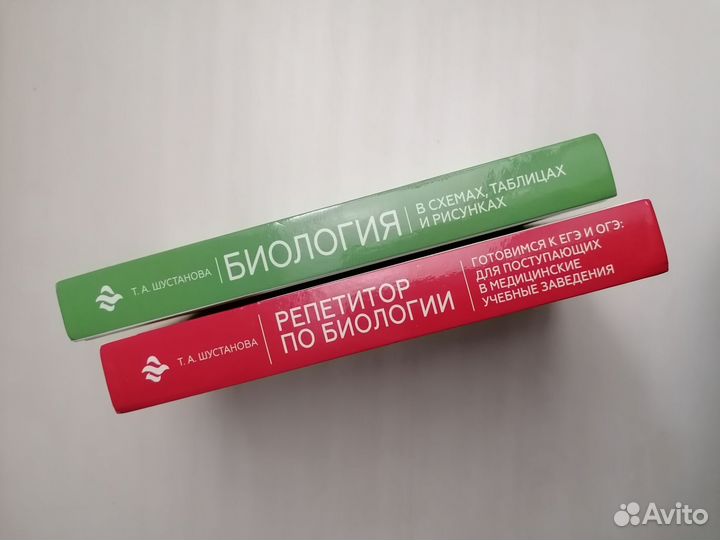 Т. А. ШУСТАНОВА
БИОЛОГИЯ
В СХЕМАХ, ТАБЛИЦАХ
И РИСУНКАХ
Т. А. ШУСТАНОВА
РЕПЕТИТОР
ПО БИОЛОГИИ
ГОТОВИМСЯ К ЕГЭ И ОГЭ:
ДЛЯ ПОСТУПАЮЩИХ
В МЕДИЦИНСКИЕ
УЧЕБНЫЕ ЗАВЕДЕНИЯ
Avito